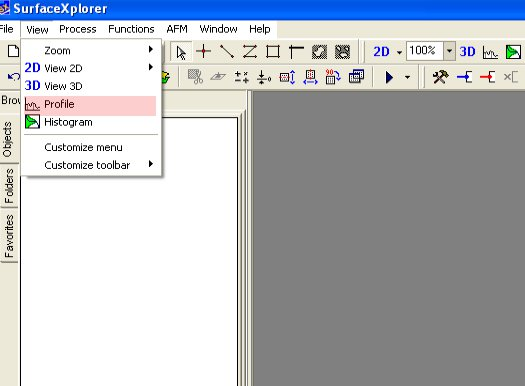 SurfaceXplorer
File View Process Functions AFM Window Help
Zoom
2D View 2D
3D View 3D
Profile
Histogram
Customize menu
Customize toolbar
2D 100% 3D
90°
Objects
Folders
Favorites